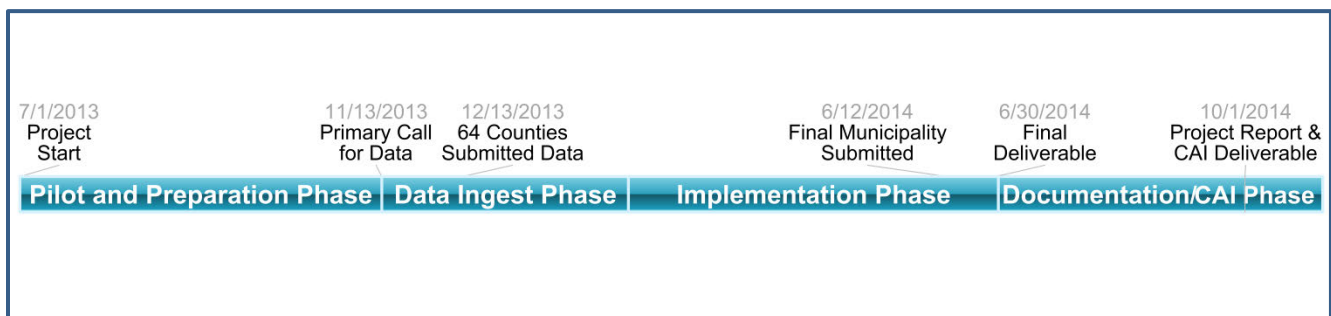 7/1/2013
Project
Start
11/13/2013
Primary Call
for Data
12/13/2013
64 Counties
Submitted Data
6/12/2014
Final Municipality
Submitted
6/30/2014
Final
Deliverable
10/1/2014
Project Report &
CAI Deliverable
Pilot and Preparation Phase
Data Ingest Phase
Implementation Phase
Documentation/CAI Phase